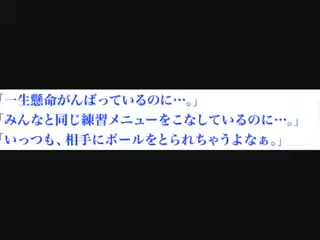 「一生懸命がんばっているのに…。」
「みんなと同じ練習メニューをこなしているのに…。」
「いっつも、相手にボールをとられちゃうよなぁ。」